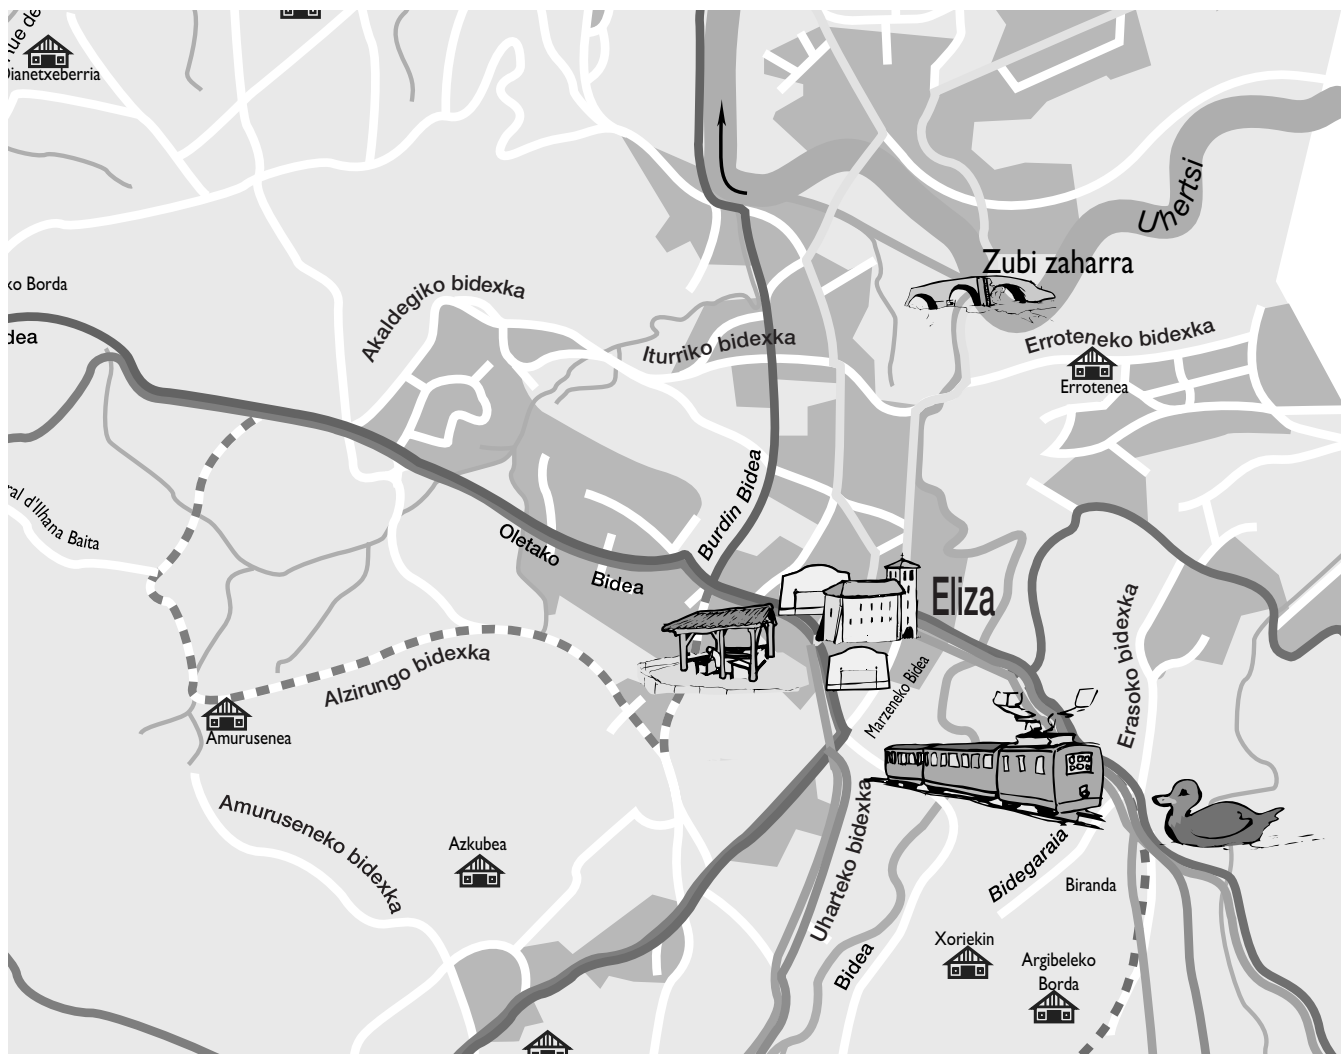 Uhertsi
Zubi zaharra
Akaldegiko bidexka
Iturriko bidexka
Erroteneko bidexka
Errotenea
Borda
Burdin Bidea
Oletako
Bidea
Eliza
Alzirungo bidexka
Erasoko bidexka
Marzeneko Bidea
Amurusenea
Amuruseneko bidexka
Azkubea
Uharteko bidexka
Bidegaraia
Biranda
Bidea
Xoriekin
Argibeleko
Borda
d'Ilhana Baita